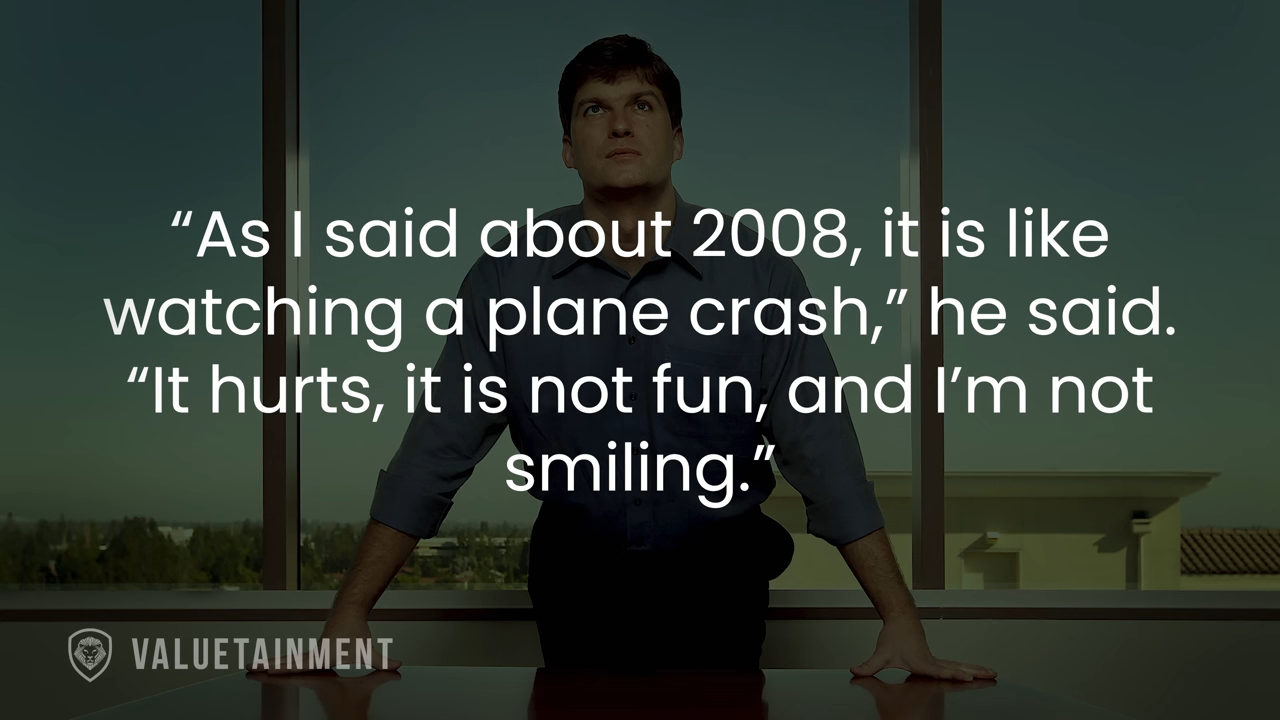 “As I said about 2008, it is like
watching a plane crash,” he said.
“It hurts, it is not fun, and I’m not
smiling.”
VALUETAINMENT